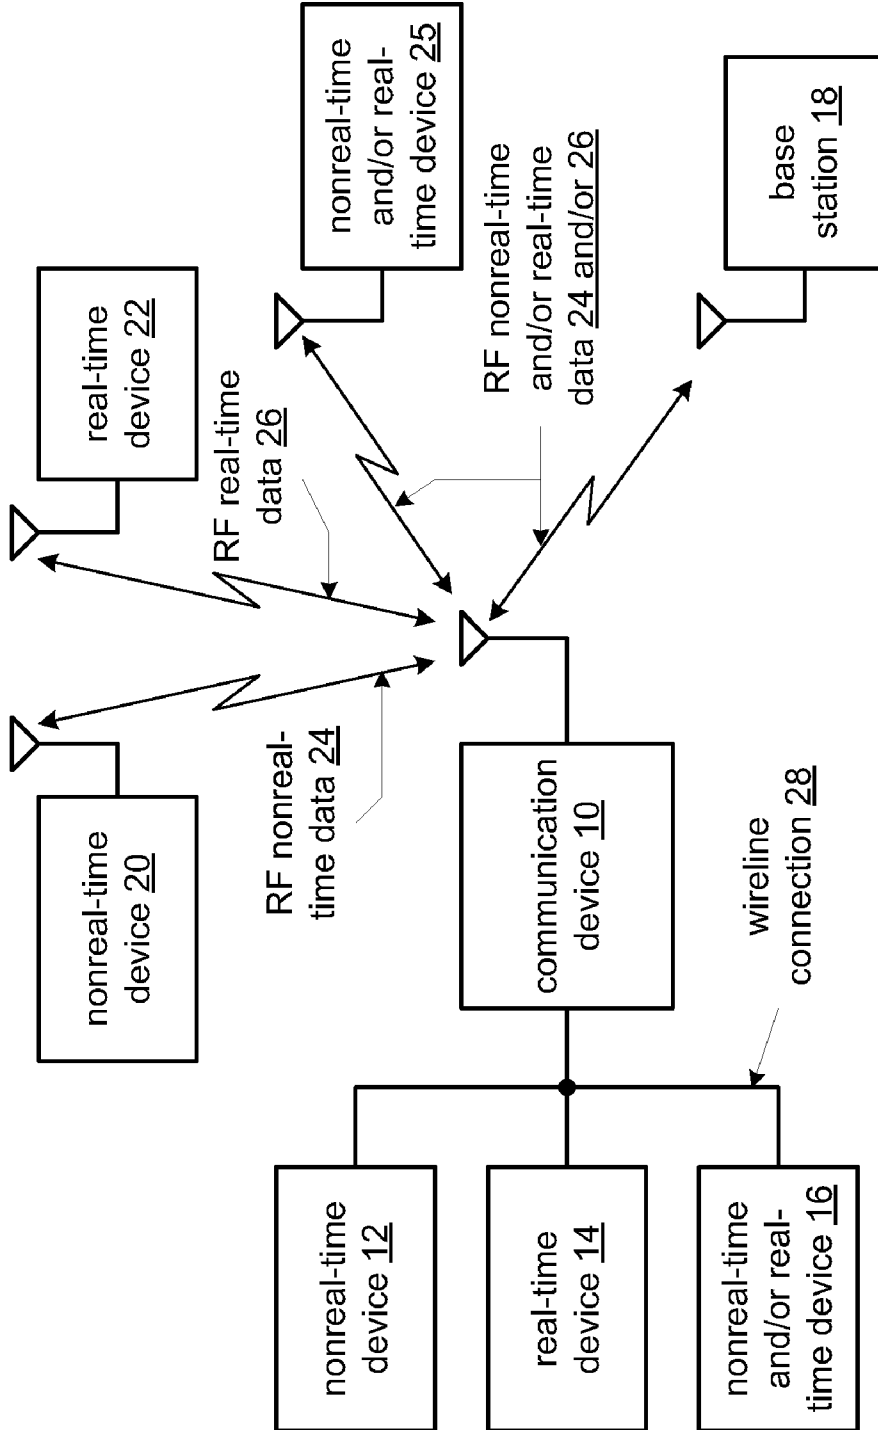 nonreal-time
device 20
real-time
device 22
RF nonreal-
time data 24
RF real-time
data 26
nonreal-time
and/or real-
time device 25
nonreal-time
device 12
communication
device 10
RF nonreal-time
and/or real-time
data 24 and/or 26
real-time
device 14
nonreal-time
and/or real-
time device 16
wireline
connection 28
base
station 18